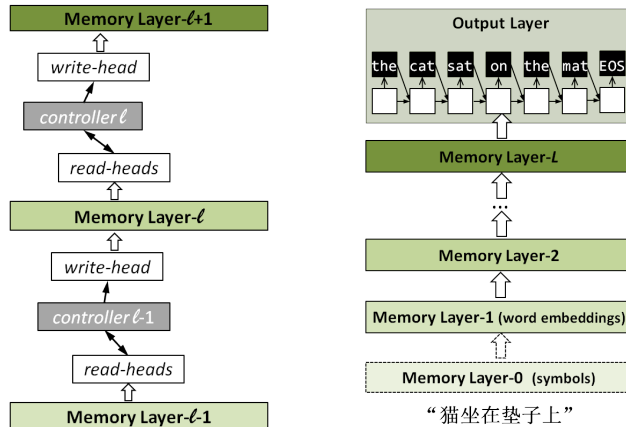 Memory Layer-ℓ+1
write-head
controller ℓ
read-heads
Memory Layer-ℓ
write-head
controller ℓ-1
read-heads
Memory Layer-ℓ-1
Output Layer
the cat sat on the mat EOS
Memory Layer-L
...
Memory Layer-2
Memory Layer-1 (word embeddings)
Memory Layer-0 (symbols)
“猫坐在垫子上”